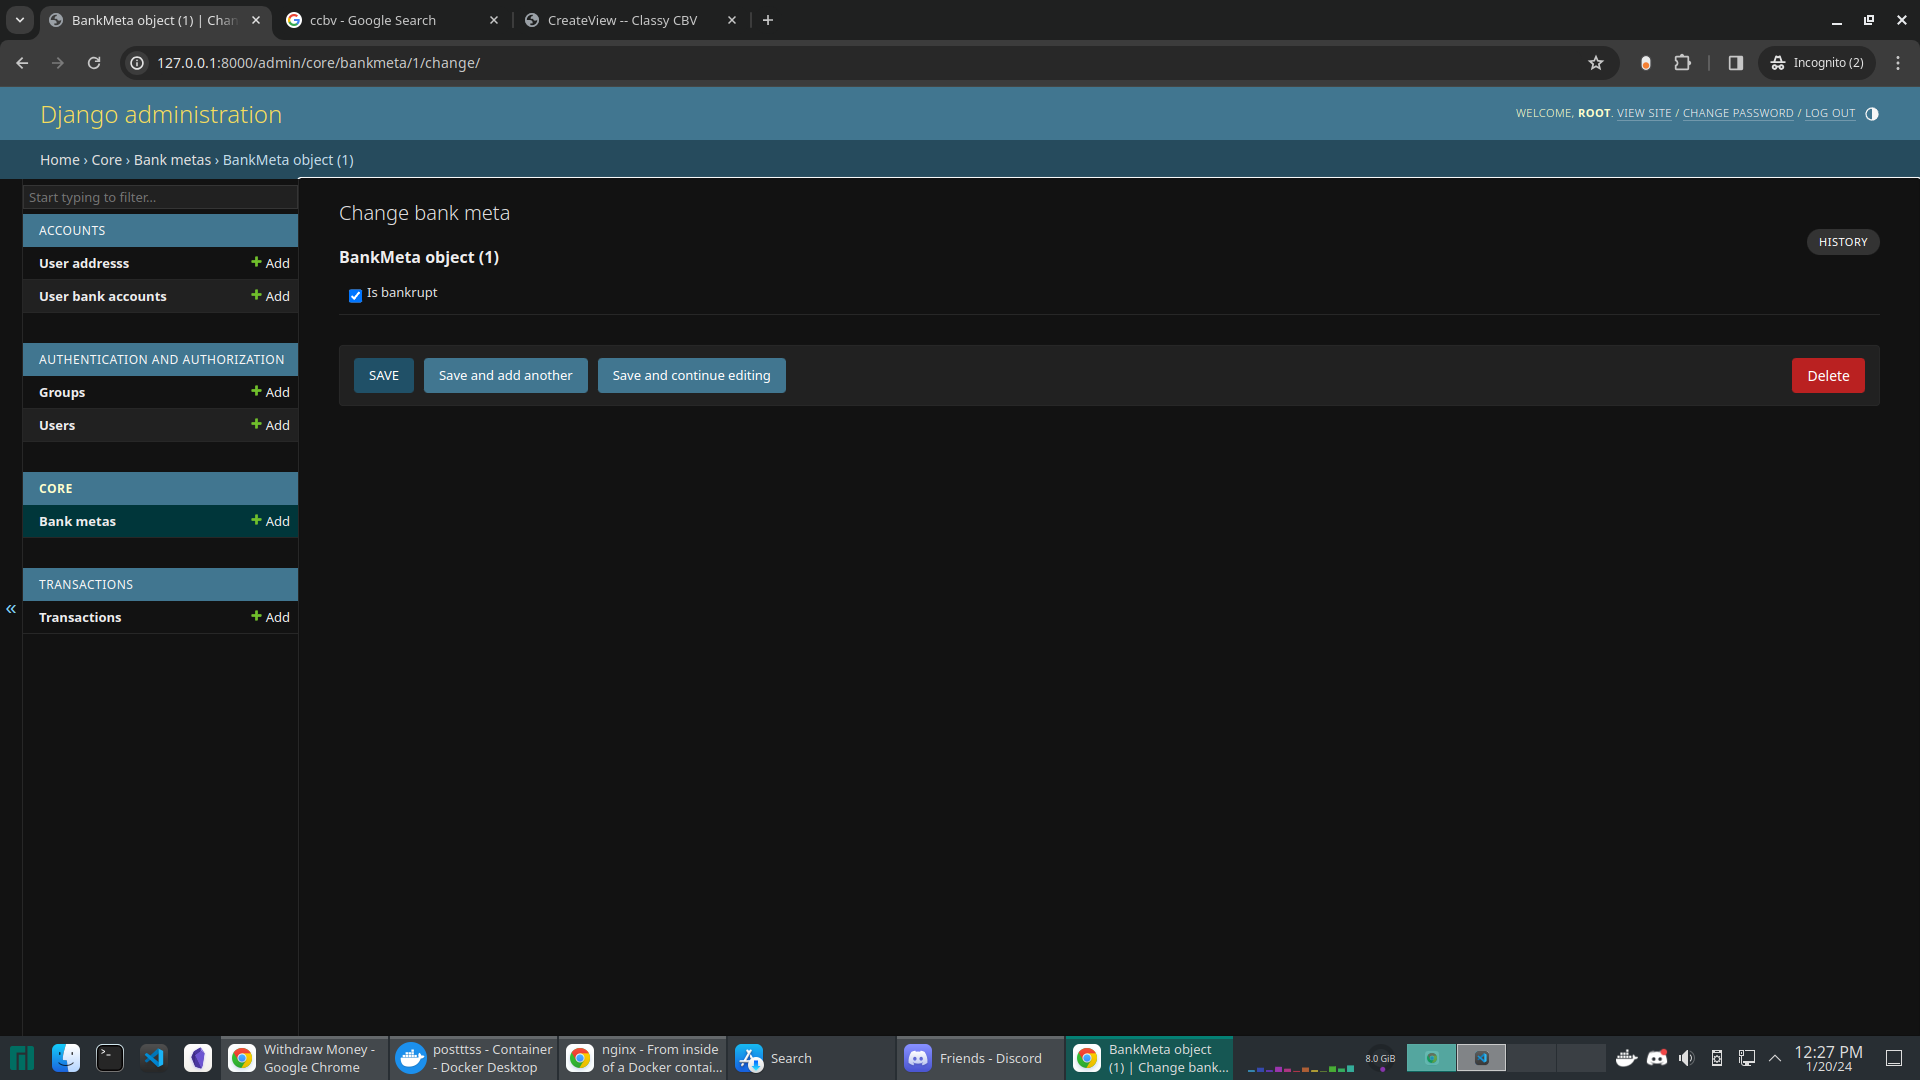 BankMeta object (1) | Chan
ccbv - Google Search
CreateView -- Classy CBV
127.0.0.1:8000/admin/core/bankmeta/1/change/
Incognito (2)
Django administration
WELCOME, ROOT. VIEW SITE / CHANGE PASSWORD / LOG OUT
Home › Core › Bank metas › BankMeta object (1)
Start typing to filter...
ACCOUNTS
User addresss
Add
User bank accounts
Add
AUTHENTICATION AND AUTHORIZATION
Groups
Add
Users
Add
CORE
Bank metas
Add
TRANSACTIONS
Transactions
Add
«
Change bank meta
HISTORY
BankMeta object (1)
Is bankrupt
SAVE
Save and add another
Save and continue editing
Delete
Withdraw Money -
Google Chrome
postttss - Container
- Docker Desktop
nginx - From inside
of a Docker contai...
Search
Friends - Discord
BankMeta object
(1) | Change bank...
8.0 GiB
12:27 PM
1/20/24